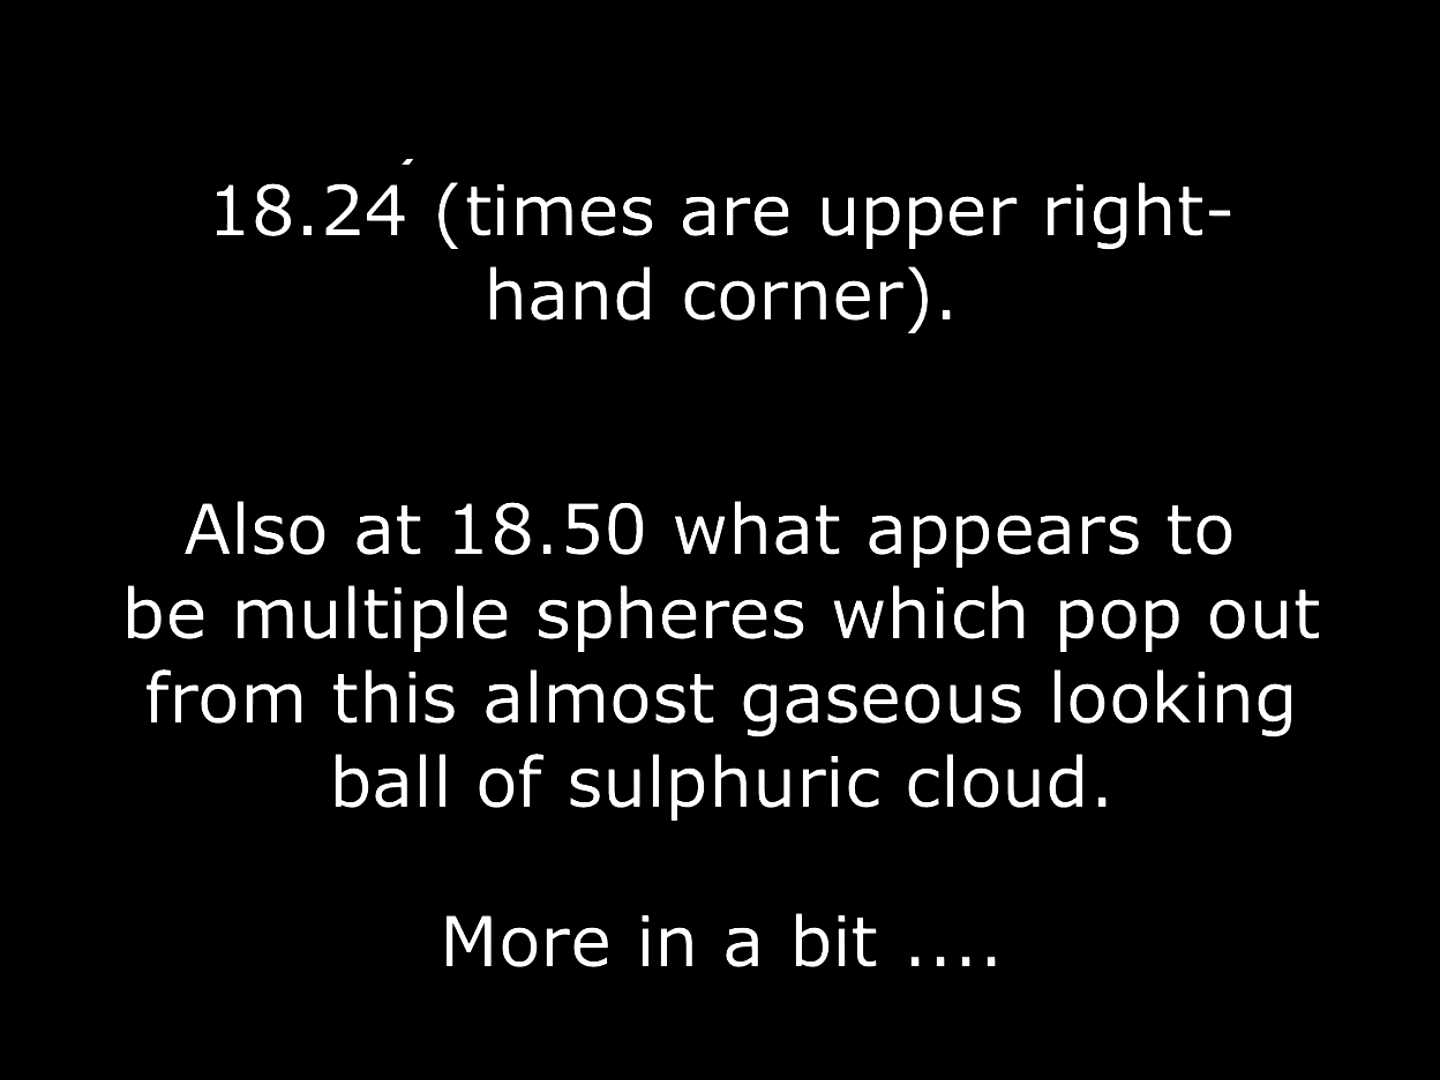 18.24 (times are upper right-
hand corner).
Also at 18.50 what appears to
be multiple spheres which pop out
from this almost gaseous looking
ball of sulphuric cloud.
More in a bit ....